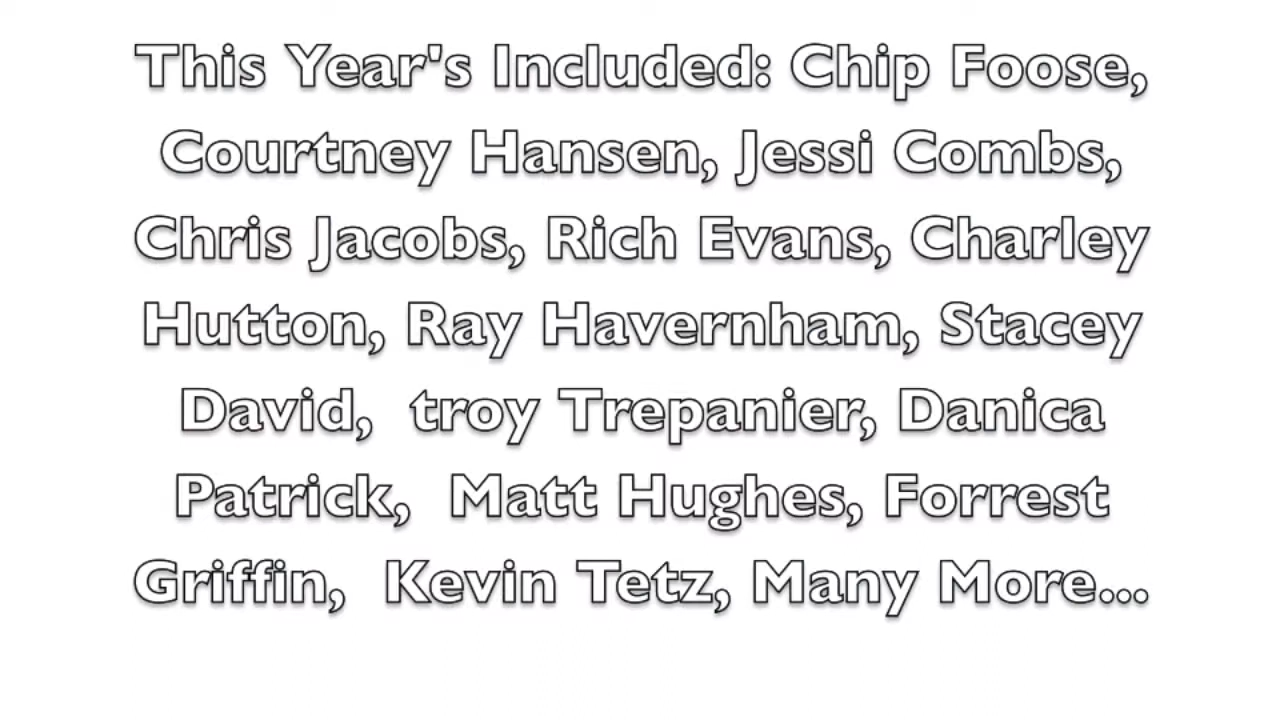 This Year's Included: Chip Foose,
Courtney Hansen, Jessi Combs,
Chris Jacobs, Rich Evans, Charley
Hutton, Ray Havernham, Stacey
David,  troy Trepanier, Danica
Patrick,  Matt Hughes, Forrest
Griffin,  Kevin Tetz, Many More...